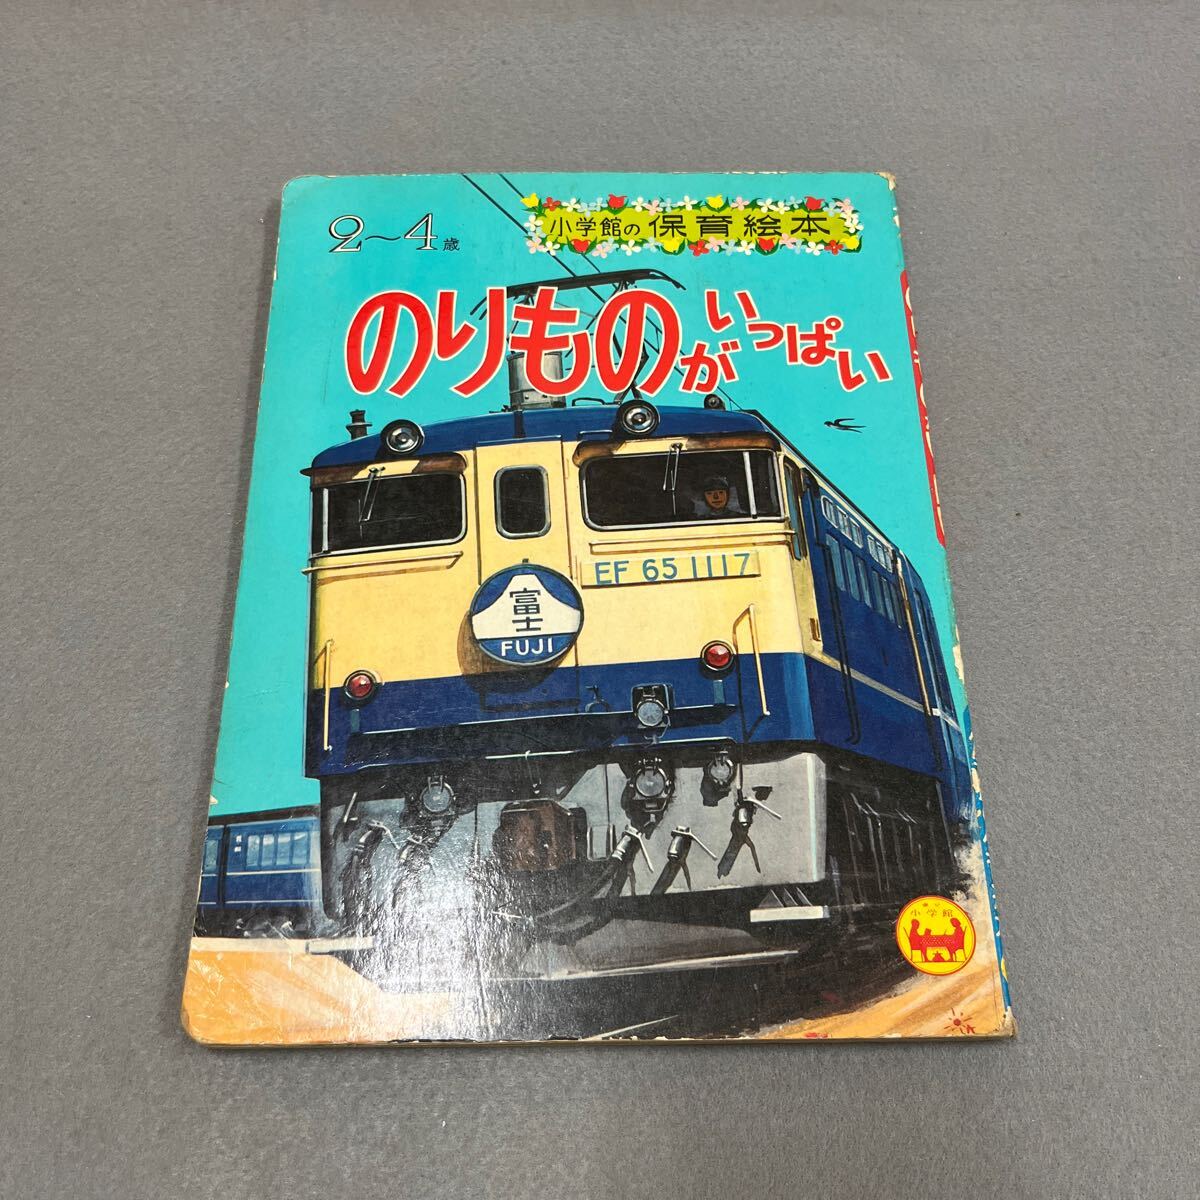 2~4歳
小学館の保育絵本
のりものがいっぱい
EF 65 1117
富士
FUJI
小学館